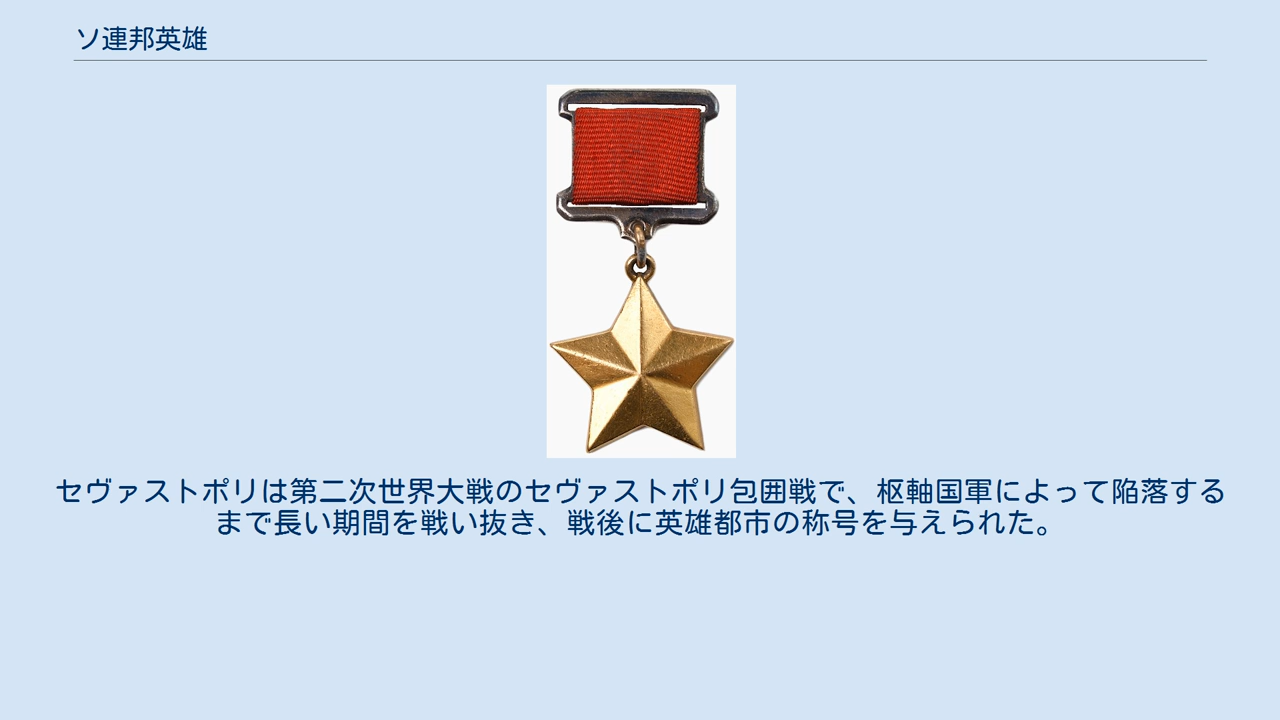 ソ連邦英雄
セヴァストポリは第二次世界大戦のセヴァストポリ包囲戦で、枢軸国軍によって陥落する
まで長い期間を戦い抜き、戦後に英雄都市の称号を与えられた。